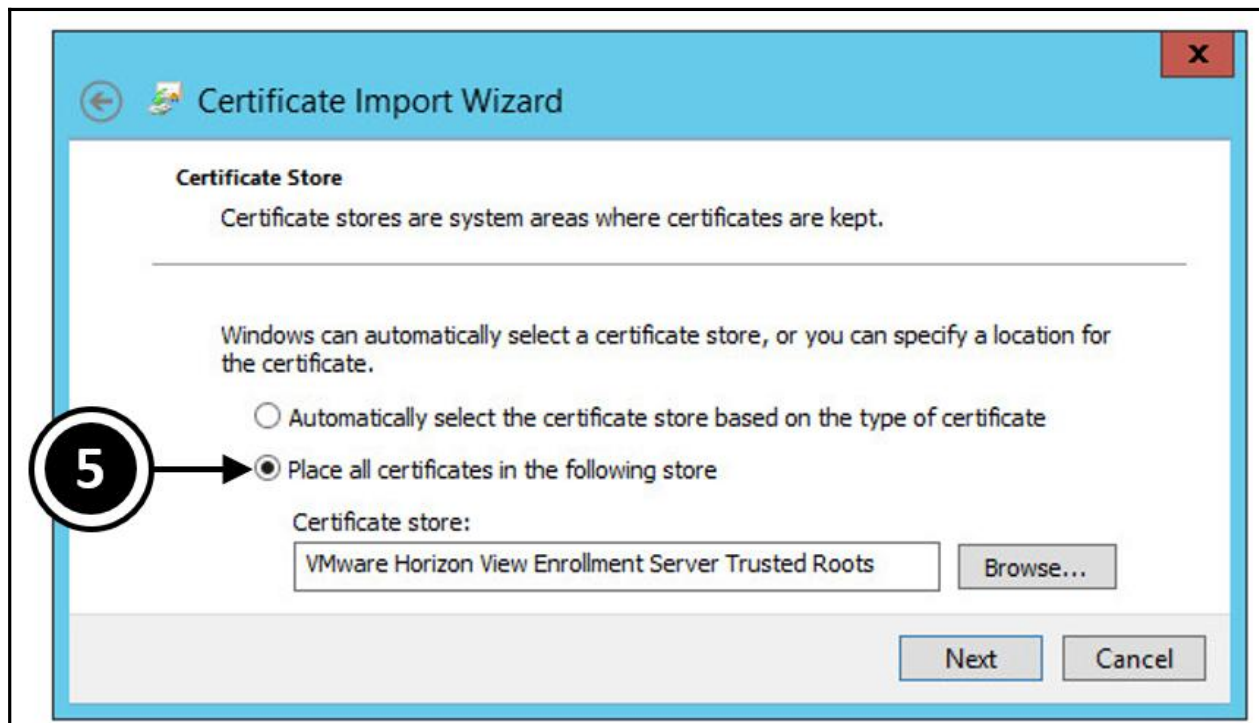 X
Certificate Import Wizard
Certificate Store
Certificate stores are system areas where certificates are kept.
Windows can automatically select a certificate store, or you can specify a location for
the certificate.
Automatically select the certificate store based on the type of certificate
5
Place all certificates in the following store
Certificate store:
VMware Horizon View Enrollment Server Trusted Roots
Browse...
Next
Cancel